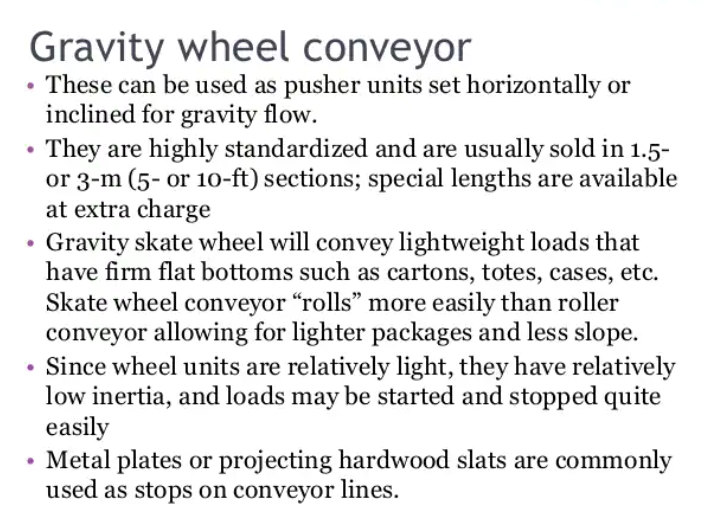 Gravity wheel conveyor
• These can be used as pusher units set horizontally or
inclined for gravity flow.
• They are highly standardized and are usually sold in 1.5-
or 3-m (5- or 10-ft) sections; special lengths are available
at extra charge
• Gravity skate wheel will convey lightweight loads that
have firm flat bottoms such as cartons, totes, cases, etc.
Skate wheel conveyor “rolls” more easily than roller
conveyor allowing for lighter packages and less slope.
• Since wheel units are relatively light, they have relatively
low inertia, and loads may be started and stopped quite
easily
• Metal plates or projecting hardwood slats are commonly
used as stops on conveyor lines.